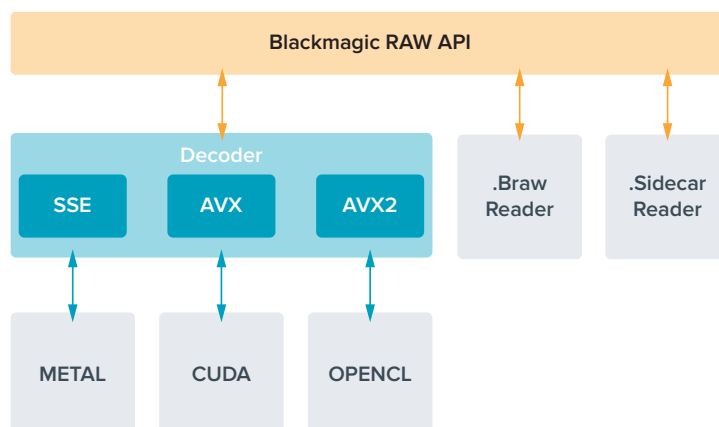 Blackmagic RAW API
Decoder
SSE
AVX
AVX2
.Braw
Reader
.Sidecar
Reader
METAL
CUDA
OPENCL